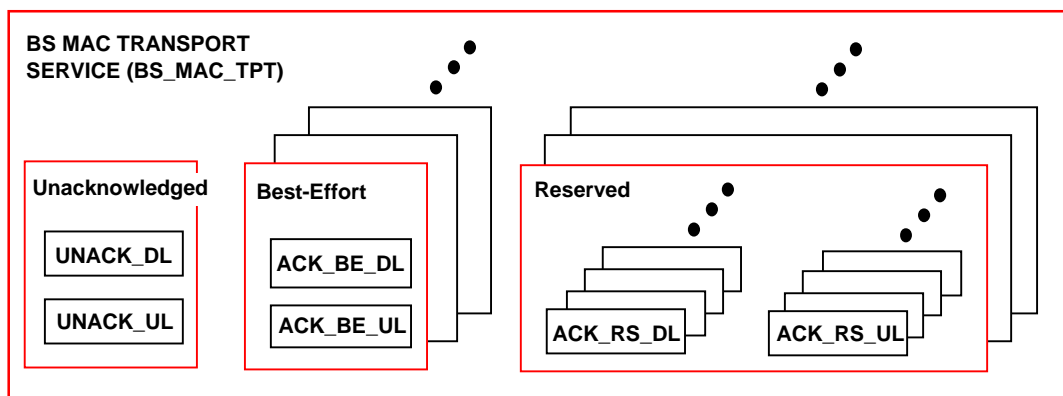 BS MAC TRANSPORT
SERVICE (BS_MAC_TPT)
Unacknowledged
UNACK_DL
UNACK_UL
Best-Effort
ACK_BE_DL
ACK_BE_UL
Reserved
ACK_RS_DL
ACK_RS_UL